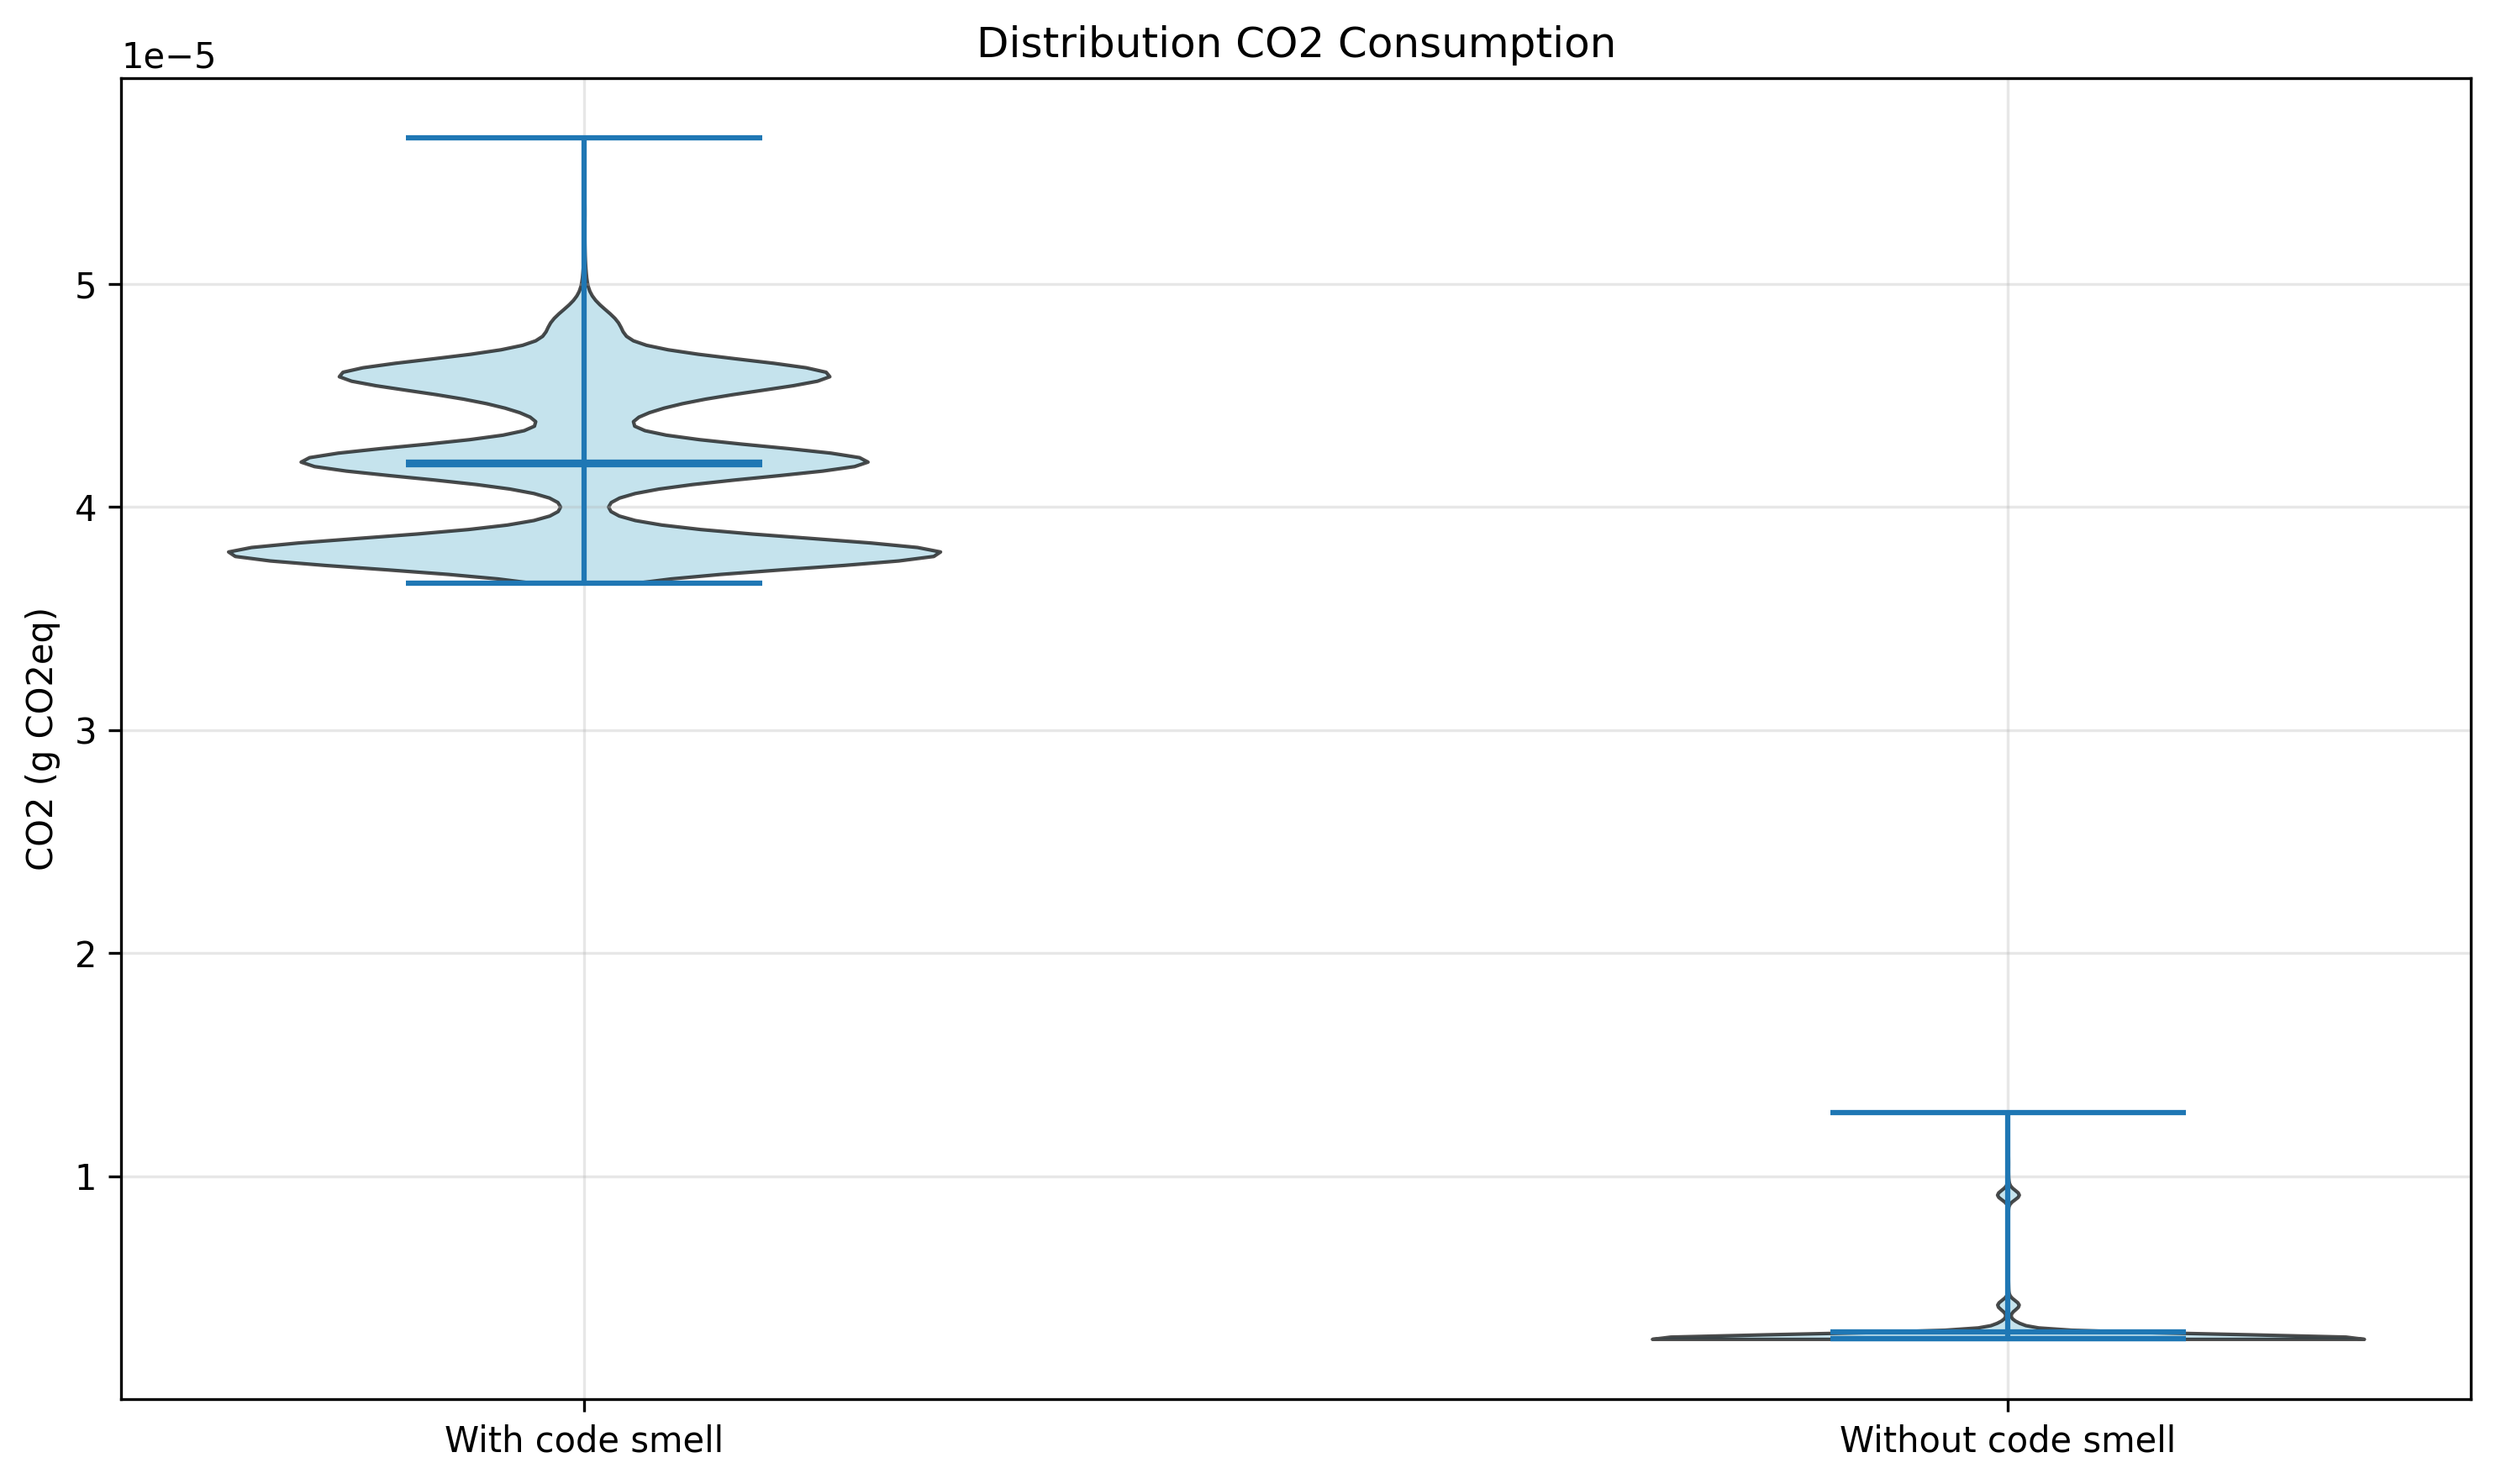 Distribution CO2 Consumption
1e−5
CO2 (g CO2eq)
5
4
3
2
1
With code smell
Without code smell